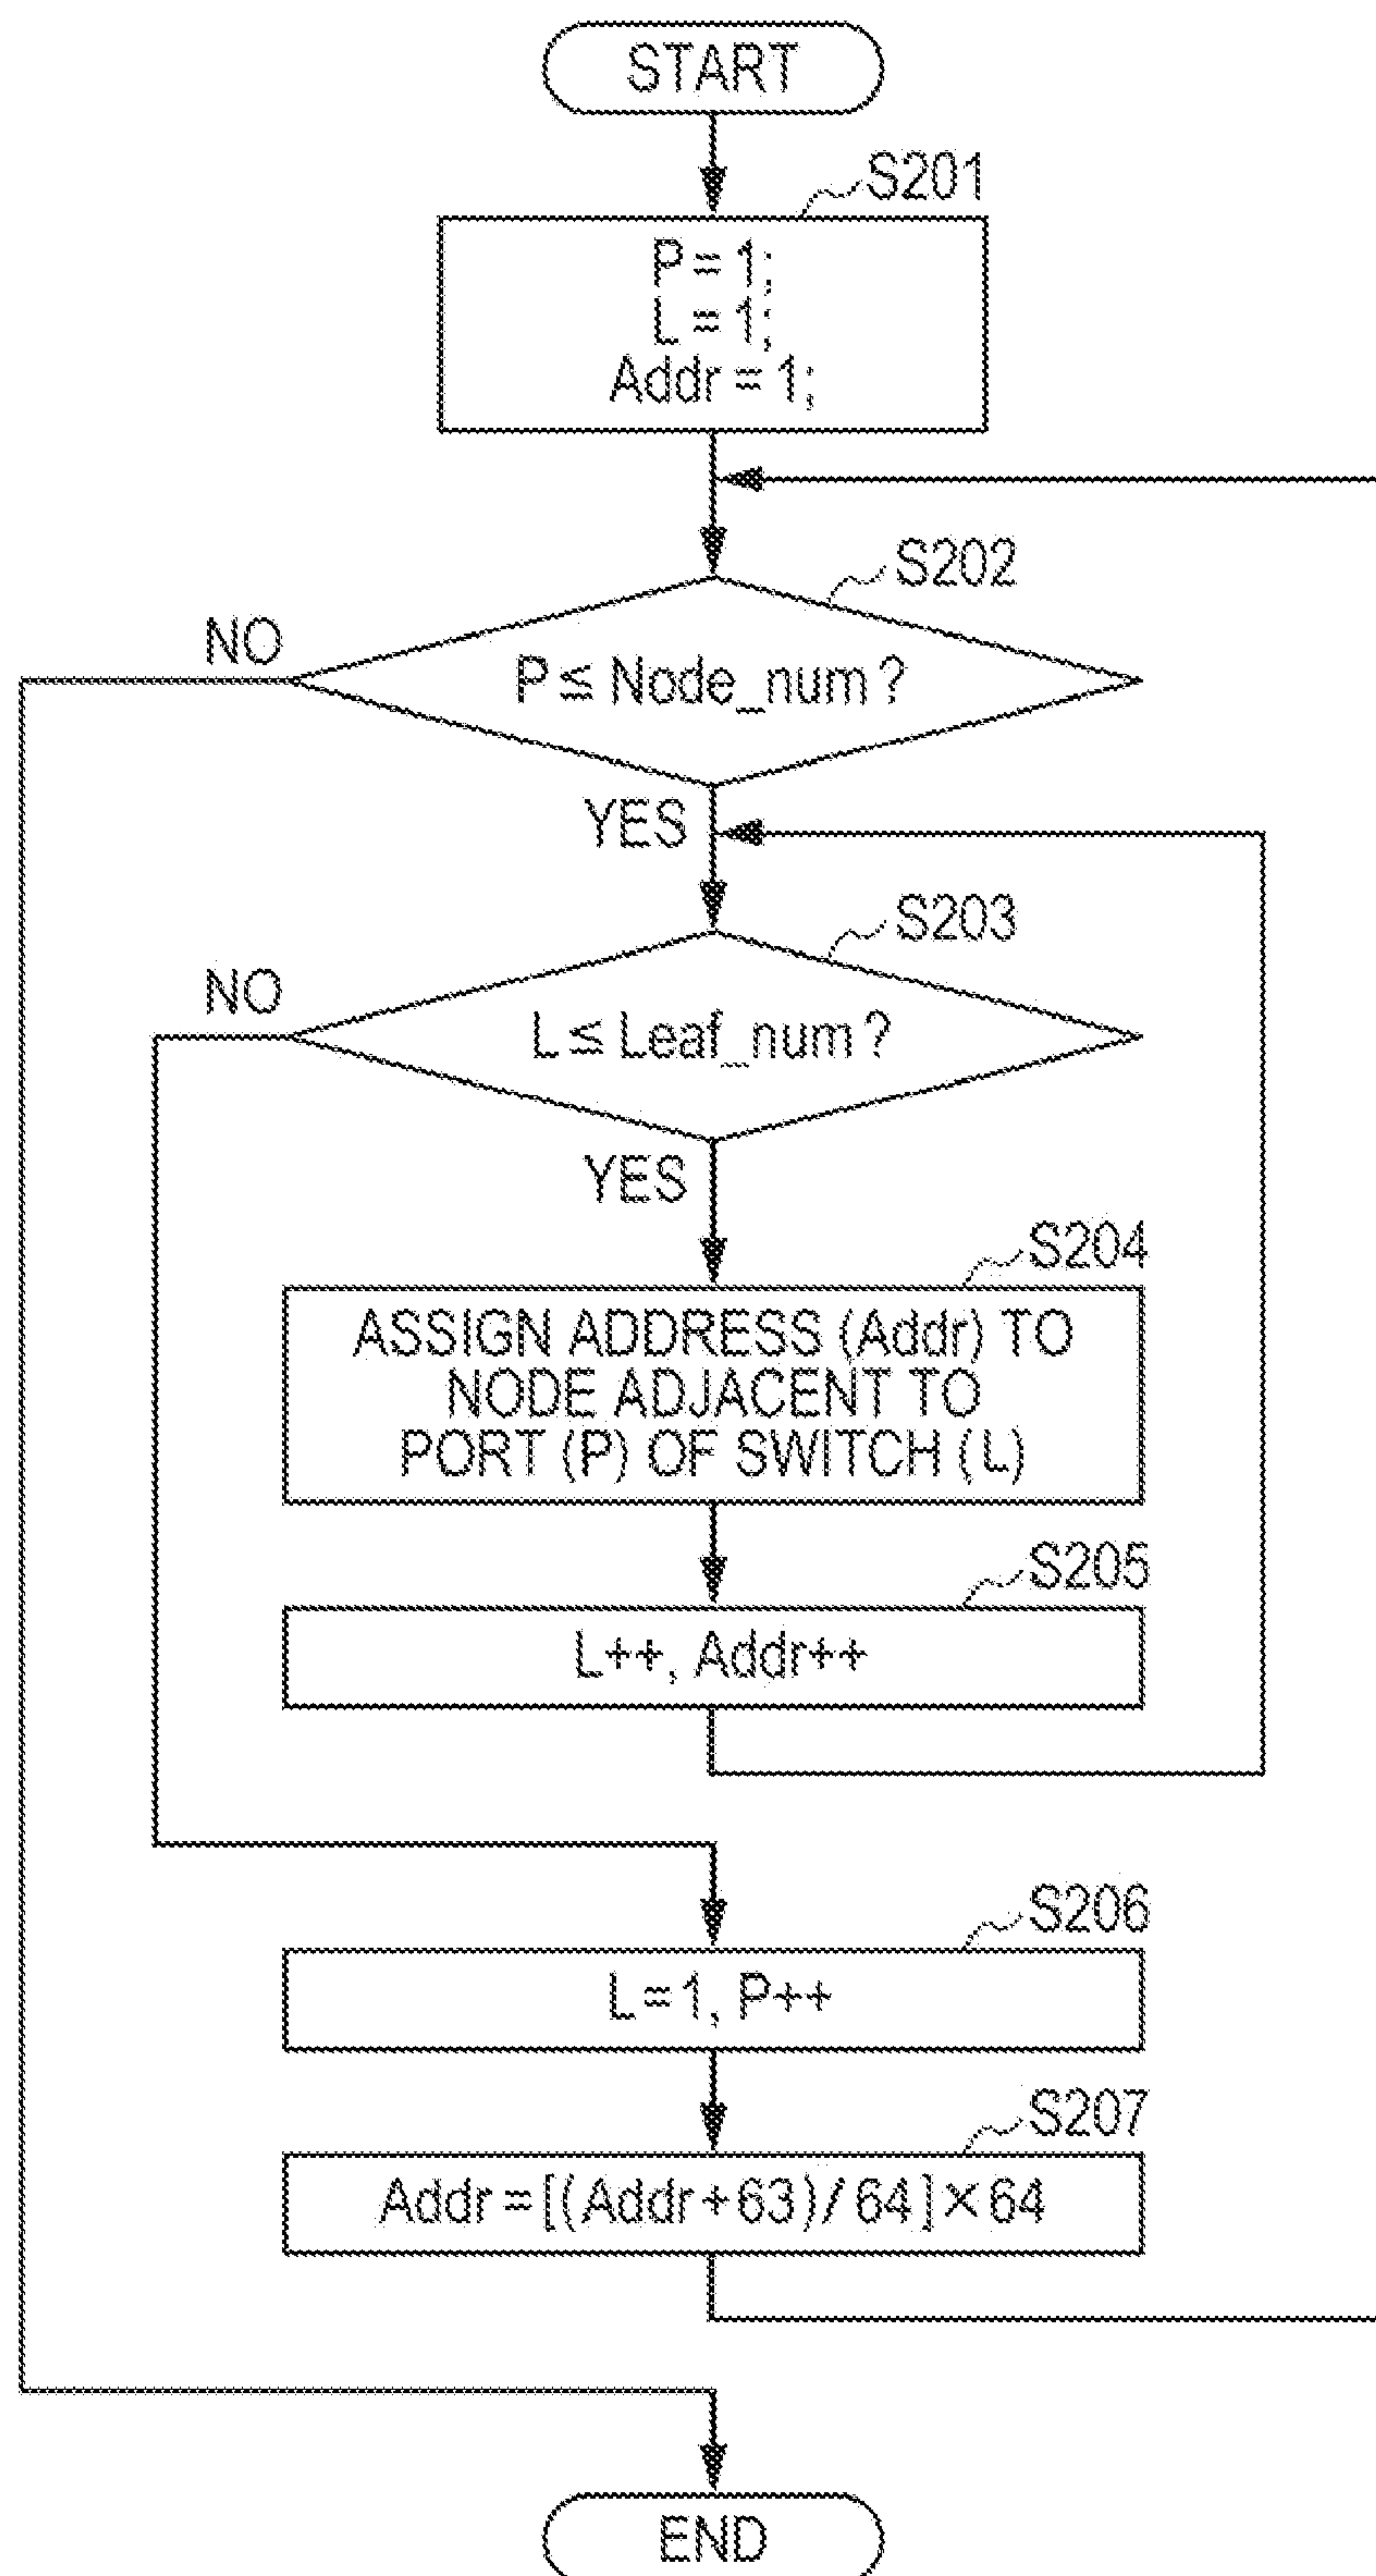 START
S201
P = 1;
L = 1;
Addr = 1;
S202
NO
P ≦ Node_num ?
YES
S203
NO
L ≦ Leaf_num ?
YES
S204
ASSIGN ADDRESS (Addr) TO
NODE ADJACENT TO
PORT (P) OF SWITCH (L)
S205
L++, Addr++
S206
L = 1, P++
S207
Addr = [(Addr + 63) / 64] × 64
END